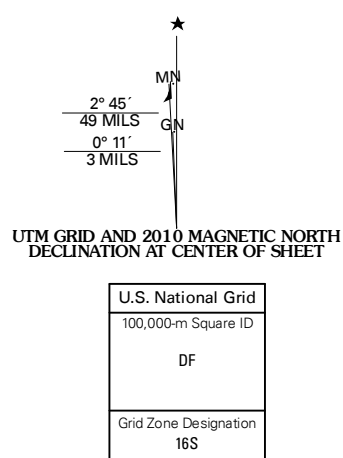 MN
2° 45´
49 MILS
GN
0° 11´
3 MILS
UTM GRID AND 2010 MAGNETIC NORTH
DECLINATION AT CENTER OF SHEET
U.S. National Grid
100,000-m Square ID
DF
Grid Zone Designation
16S